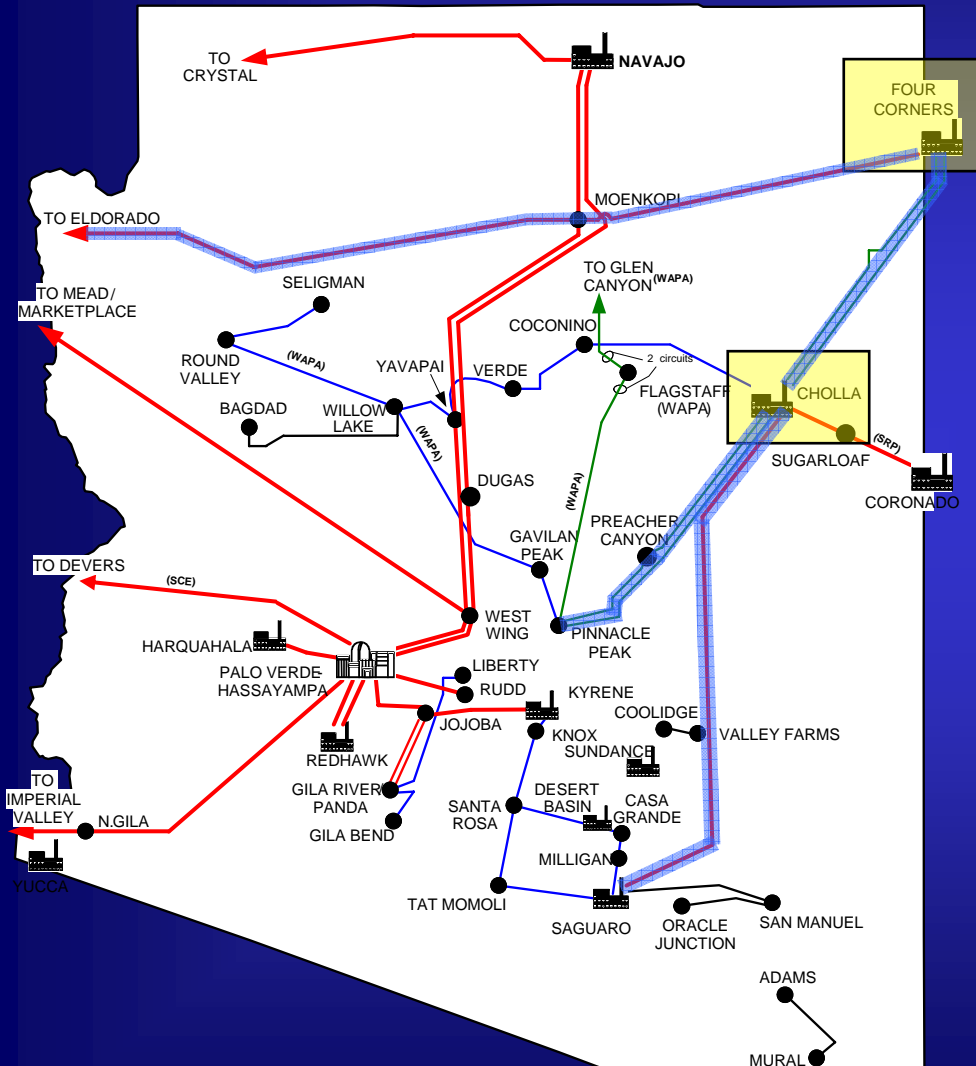 TO
CRYSTAL
NAVAJO
FOUR
CORNERS
MOENKOPI
TO ELDORADO
TO GLEN
CANYON (WAPA)
SELIGMAN
TO MEAD/
MARKETPLACE
COCONINO
2 circuits
ROUND
VALLEY
(WAPA)
YAVAPAI
VERDE
FLAGSTAFF
(WAPA)
CHOLLA
BAGDAD
WILLOW
LAKE
(WAPA)
(SRP)
SUGARLOAF
CORONADO
DUGAS
(WAPA)
PREACHER
CANYON
GAVILAN
PEAK
TO DEVERS
(SCE)
WEST
WING
PINNACLE
PEAK
HARQUAHALA
PALO VERDE-
HASSAYAMPA
LIBERTY
RUDD
KYRENE
JOJOBA
COOLIDGE
KNOX
VALLEY FARMS
SUNDANCE
REDHAWK
TO
IMPERIAL
VALLEY
GILA RIVER/
PANDA
DESERT
BASIN
SANTA
ROSA
CASA
GRANDE
N.GILA
GILA BEND
MILLIGAN
YUCCA
TAT MOMOLI
SAGUARO
ORACLE
JUNCTION
SAN MANUEL
ADAMS
MURAL